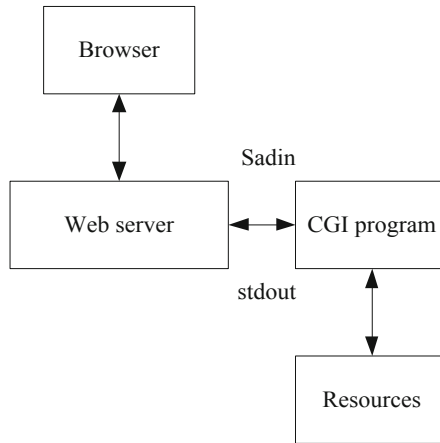 Browser
Sadin
Web server
CGI program
stdout
Resources